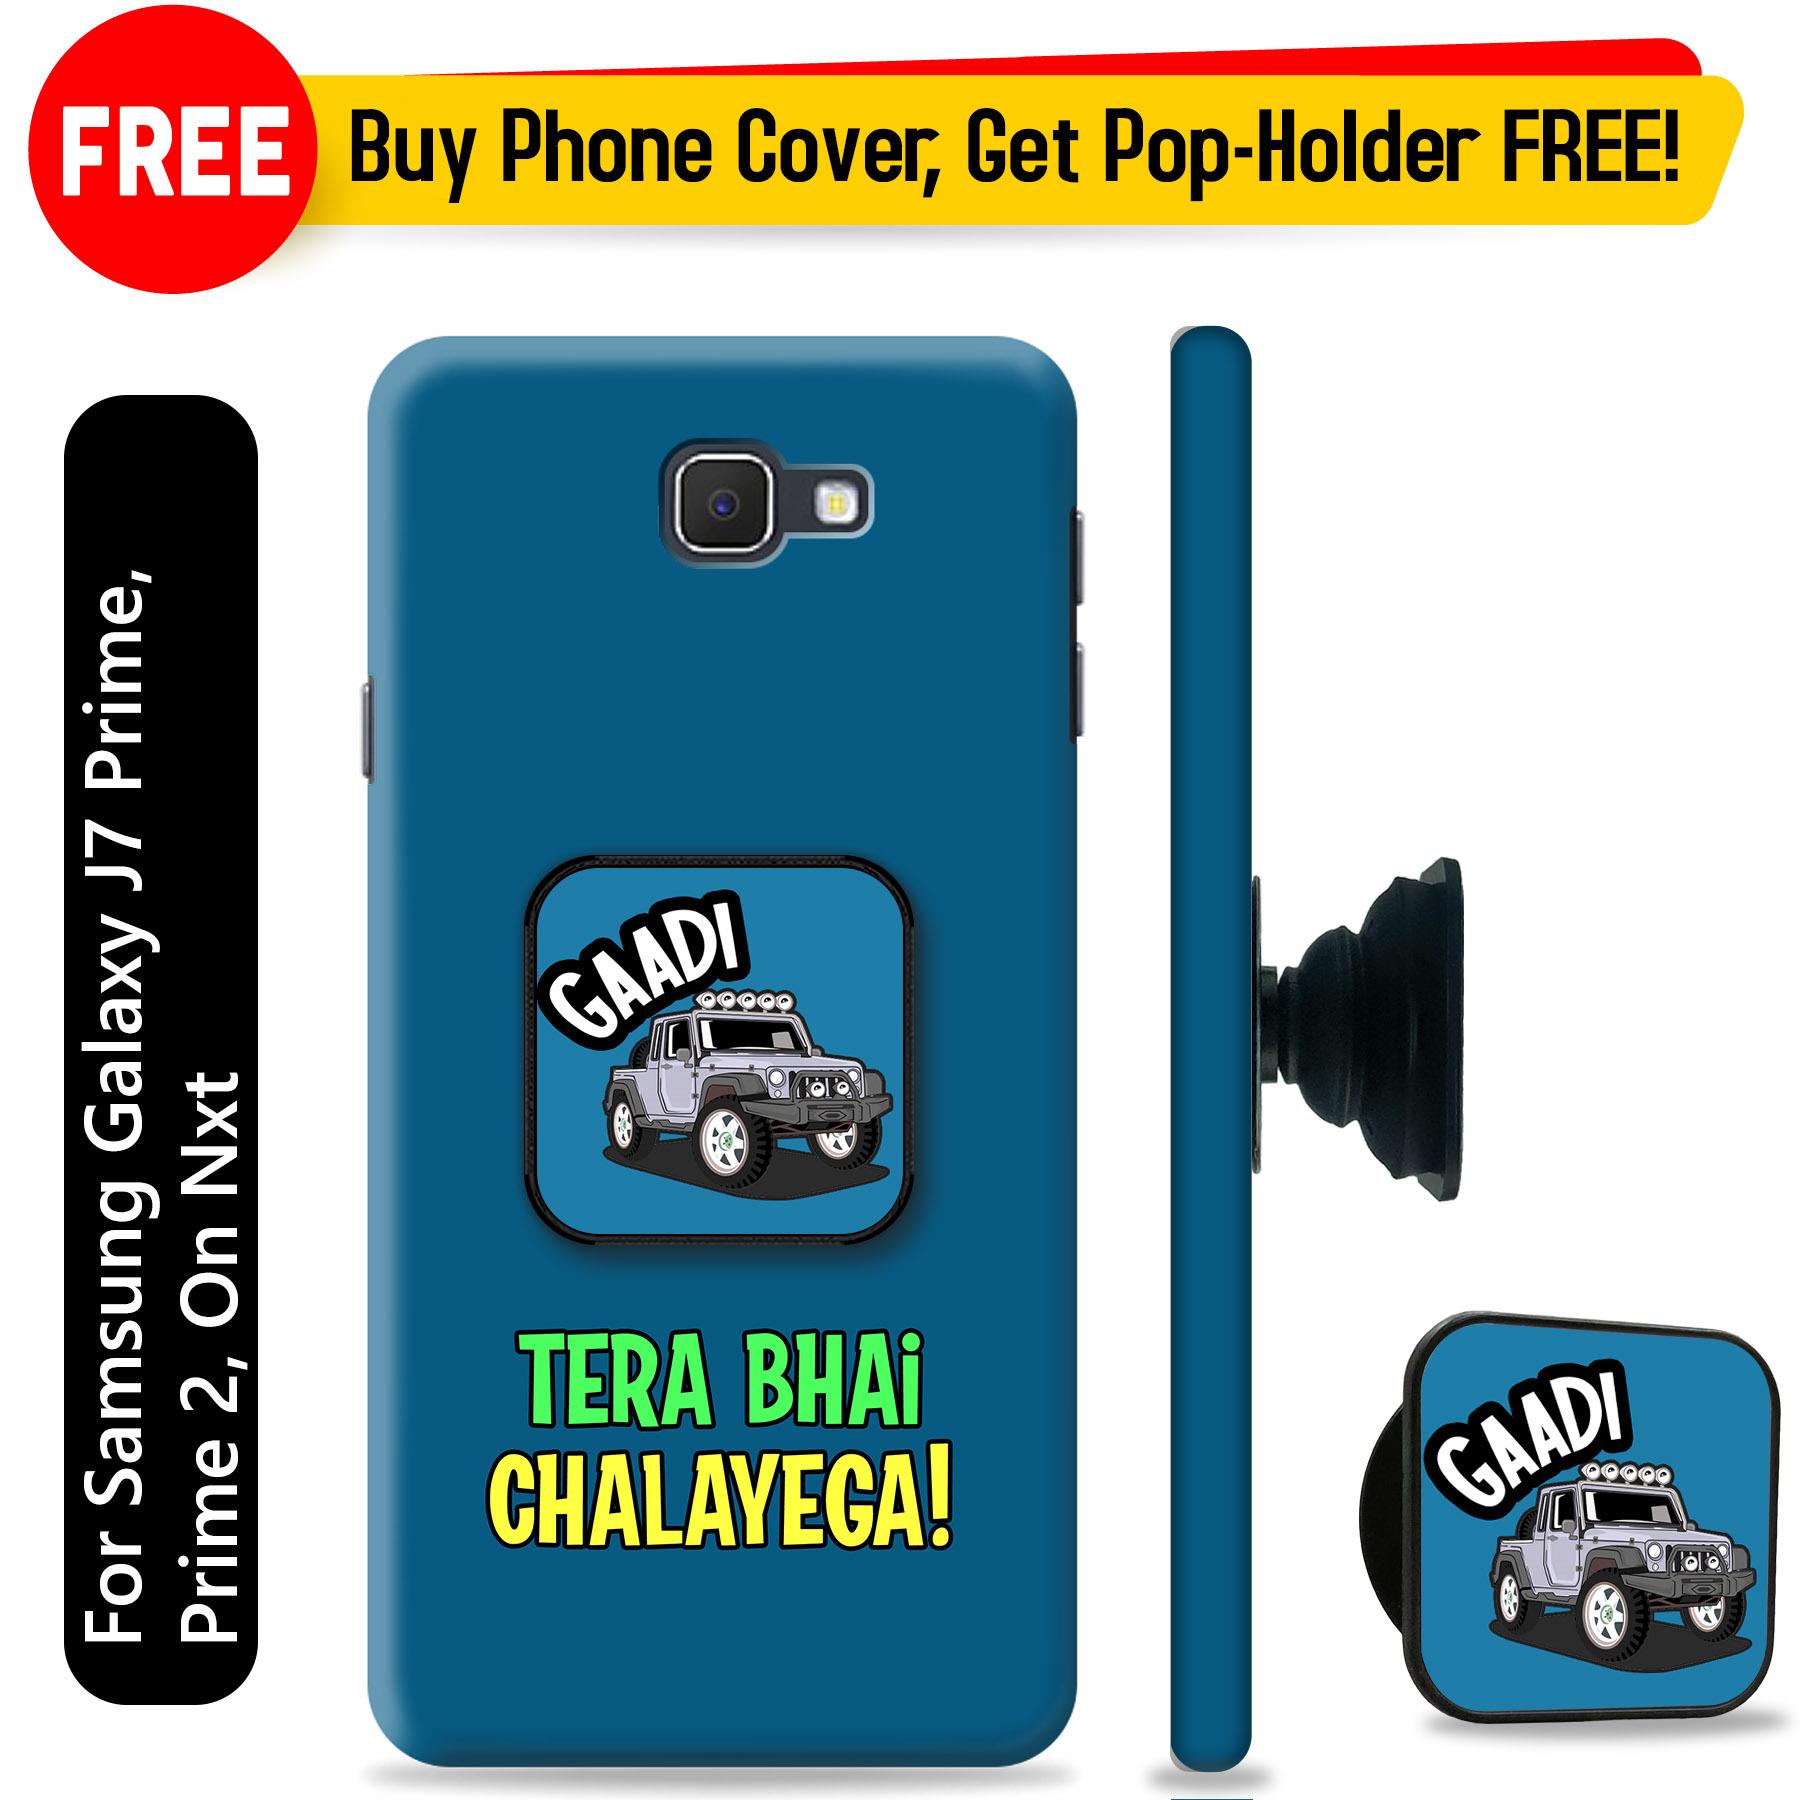 FREE
Buy Phone Cover, Get Pop-Holder FREE!
For Samsung Galaxy J7 Prime,
Prime 2, On Nxt
GAADI
TERA BHAi
CHALAYEGA!
GAADI